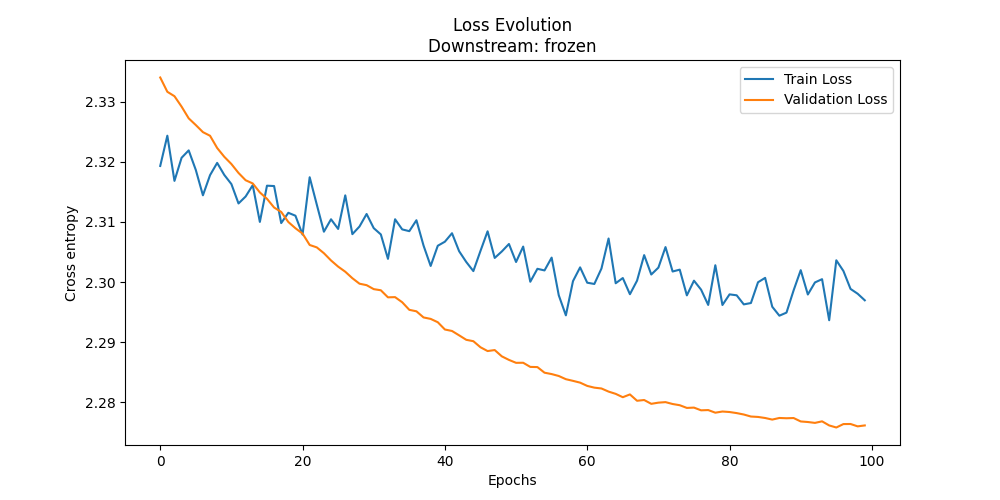 Loss Evolution
Downstream: frozen
Train Loss
Validation Loss
2.33
2.32
2.31
2.30
2.29
2.28
Cross entropy
0 20 40 60 80 100
Epochs